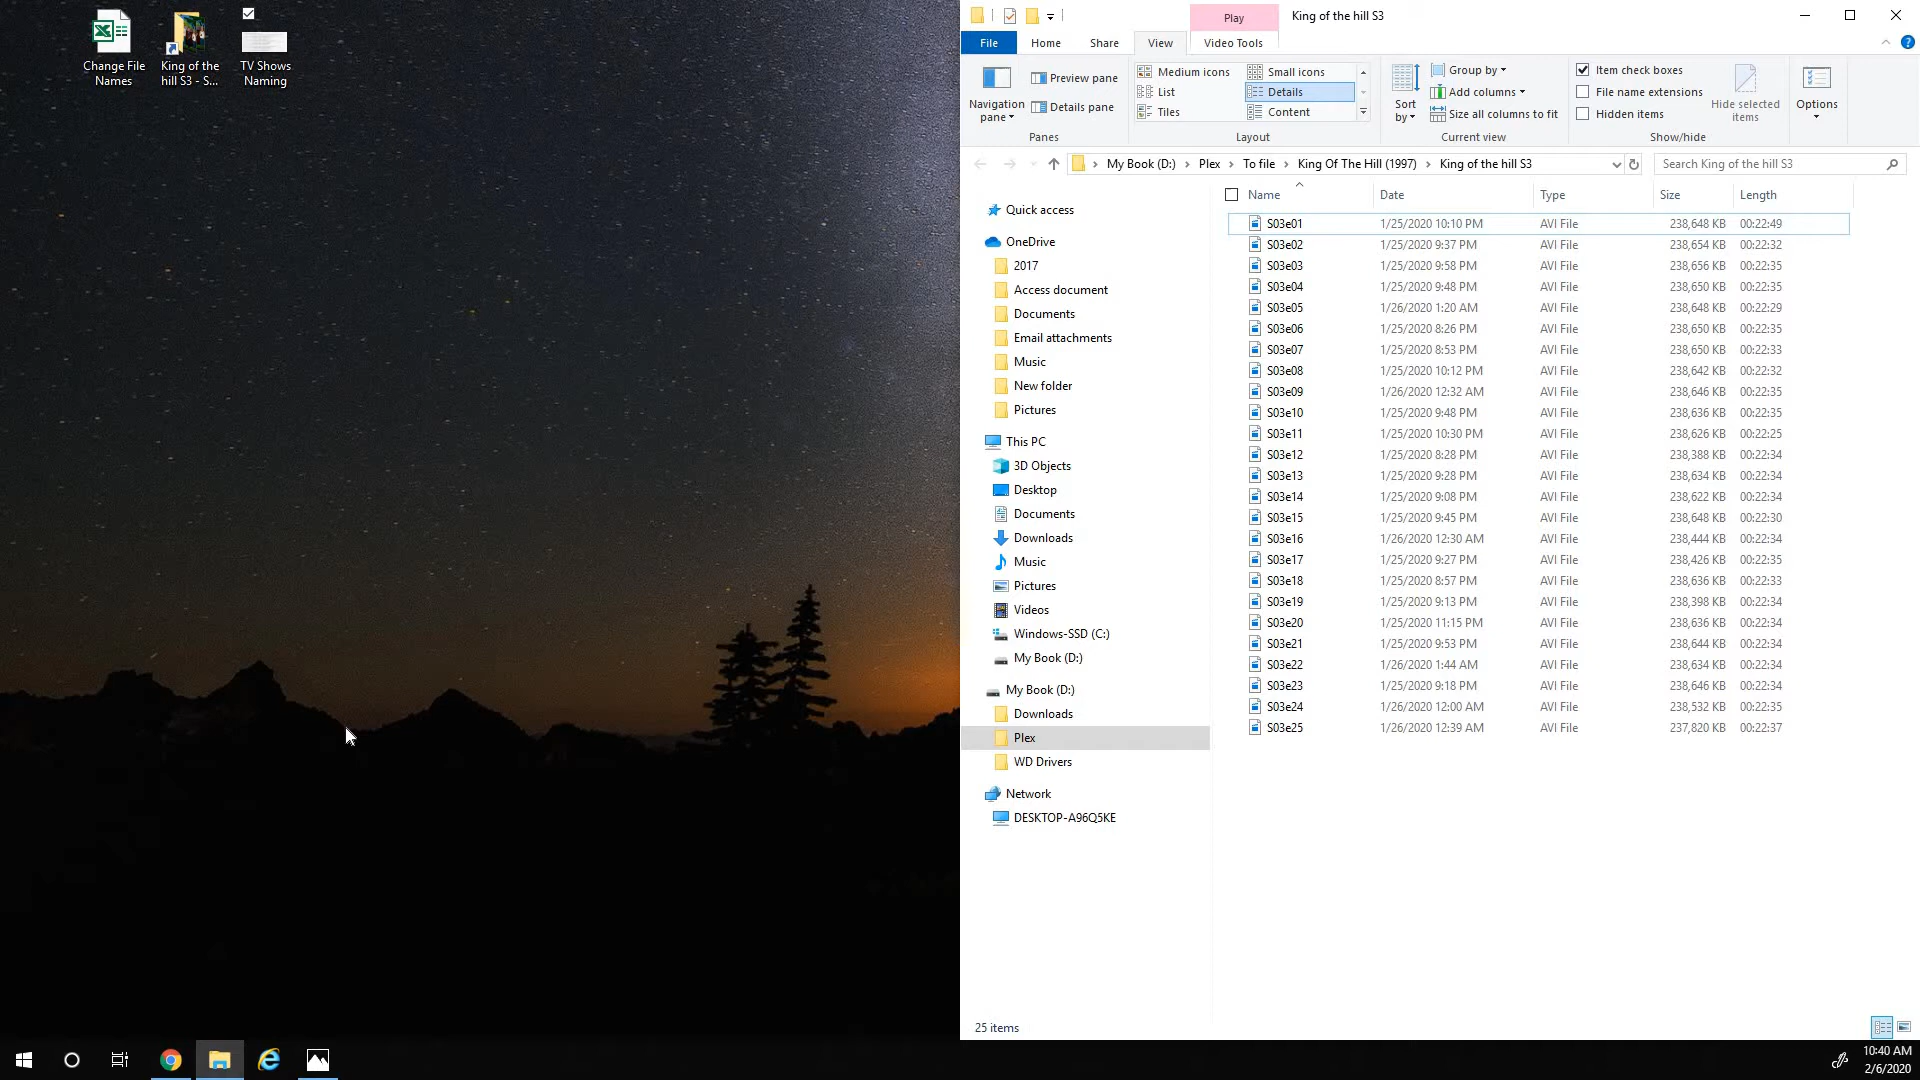 Change File Names
King of the hill S3 - S...
TV Shows Naming
Play
King of the hill S3
File
Home
Share
View
Video Tools
Navigation pane
Preview pane
Details pane
Panes
Medium icons
Small icons
List
Details
Tiles
Content
Layout
Sort by
Group by
Add columns
Size all columns to fit
Current view
Item check boxes
File name extensions
Hidden items
Hide selected items
Show/hide
Options
My Book (D:) › Plex › To file › King Of The Hill (1997) › King of the hill S3
Search King of the hill S3
Quick access
OneDrive
2017
Access document
Documents
Email attachments
Music
New folder
Pictures
This PC
3D Objects
Desktop
Documents
Downloads
Music
Pictures
Videos
Windows-SSD (C:)
My Book (D:)
My Book (D:)
Downloads
Plex
WD Drivers
Network
DESKTOP-A96Q5KE
Name Date Type Size Length
S03e01 1/25/2020 10:10 PM AVI File 238,648 KB 00:22:49
S03e02 1/25/2020 9:37 PM AVI File 238,654 KB 00:22:32
S03e03 1/25/2020 9:58 PM AVI File 238,656 KB 00:22:35
S03e04 1/25/2020 9:48 PM AVI File 238,650 KB 00:22:35
S03e05 1/26/2020 1:20 AM AVI File 238,648 KB 00:22:29
S03e06 1/25/2020 8:26 PM AVI File 238,650 KB 00:22:35
S03e07 1/25/2020 8:53 PM AVI File 238,650 KB 00:22:33
S03e08 1/25/2020 10:12 PM AVI File 238,642 KB 00:22:32
S03e09 1/26/2020 12:32 AM AVI File 238,646 KB 00:22:35
S03e10 1/25/2020 9:48 PM AVI File 238,636 KB 00:22:35
S03e11 1/25/2020 10:30 PM AVI File 238,626 KB 00:22:25
S03e12 1/25/2020 8:28 PM AVI File 238,388 KB 00:22:34
S03e13 1/25/2020 9:28 PM AVI File 238,634 KB 00:22:34
S03e14 1/25/2020 9:08 PM AVI File 238,622 KB 00:22:34
S03e15 1/25/2020 9:45 PM AVI File 238,648 KB 00:22:30
S03e16 1/26/2020 12:30 AM AVI File 238,444 KB 00:22:34
S03e17 1/25/2020 9:27 PM AVI File 238,426 KB 00:22:35
S03e18 1/25/2020 8:57 PM AVI File 238,636 KB 00:22:33
S03e19 1/25/2020 9:13 PM AVI File 238,398 KB 00:22:34
S03e20 1/25/2020 11:15 PM AVI File 238,636 KB 00:22:34
S03e21 1/25/2020 9:53 PM AVI File 238,644 KB 00:22:34
S03e22 1/26/2020 1:44 AM AVI File 238,634 KB 00:22:34
S03e23 1/25/2020 9:18 PM AVI File 238,646 KB 00:22:34
S03e24 1/26/2020 12:00 AM AVI File 238,532 KB 00:22:35
S03e25 1/26/2020 12:39 AM AVI File 237,820 KB 00:22:37
25 items
10:40 AM
2/6/2020